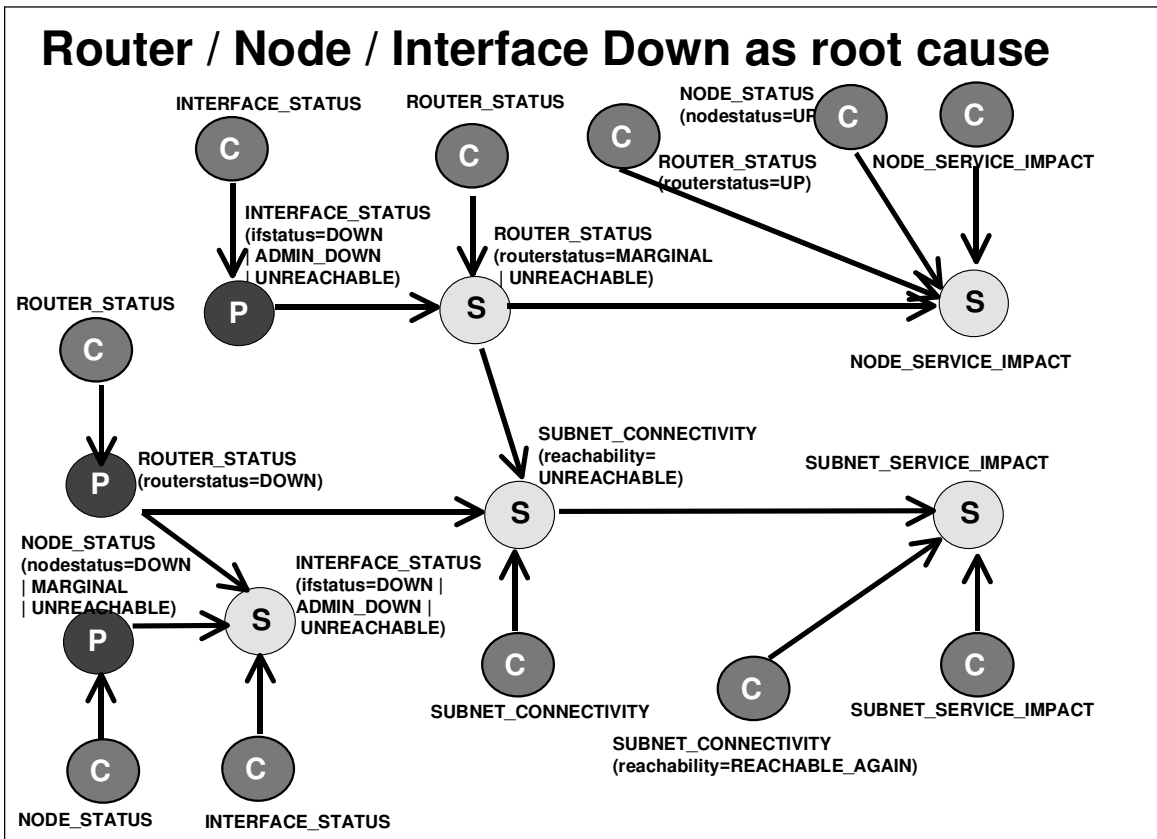 Router / Node / Interface Down as root cause
INTERFACE_STATUS
C
ROUTER_STATUS
C
C
NODE_STATUS
(nodestatus=UP
C
C
NODE_SERVICE_IMPACT
ROUTER_STATUS
(routerstatus=UP)
INTERFACE_STATUS
(ifstatus=DOWN
| ADMIN_DOWN
| UNREACHABLE)
P
ROUTER_STATUS
(routerstatus=MARGINAL
| UNREACHABLE)
S
S
NODE_SERVICE_IMPACT
ROUTER_STATUS
C
P
ROUTER_STATUS
(routerstatus=DOWN)
SUBNET_CONNECTIVITY
(reachability=
UNREACHABLE)
S
SUBNET_SERVICE_IMPACT
S
NODE_STATUS
(nodestatus=DOWN
| MARGINAL
| UNREACHABLE)
P
S
INTERFACE_STATUS
(ifstatus=DOWN |
ADMIN_DOWN |
UNREACHABLE)
C
SUBNET_CONNECTIVITY
C
SUBNET_CONNECTIVITY
(reachability=REACHABLE_AGAIN)
C
SUBNET_SERVICE_IMPACT
C
NODE_STATUS
C
INTERFACE_STATUS